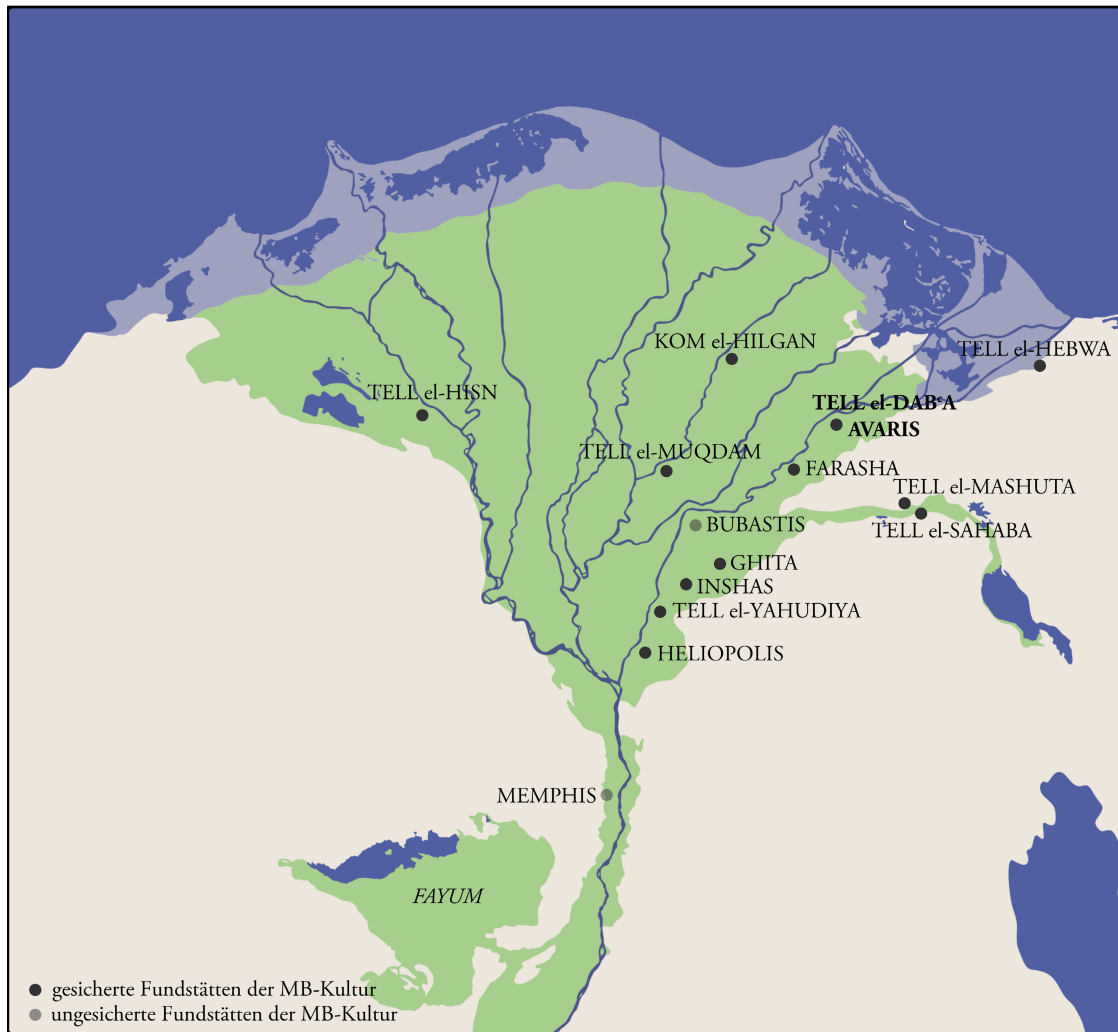 KOM el-HILGAN
TELL el-HEBWA
TELL el-HISN
TELL el-DABᶜA
AVARIS
TELL el-MUQDAM
FARASHA
TELL el-MASHUTA
BUBASTIS
TELL el-SAHABA
GHITA
INSHAS
TELL el-YAHUDIYA
HELIOPOLIS
MEMPHIS
FAYUM
gesicherte Fundstätten der MB-Kultur
ungesicherte Fundstätten der MB-Kultur